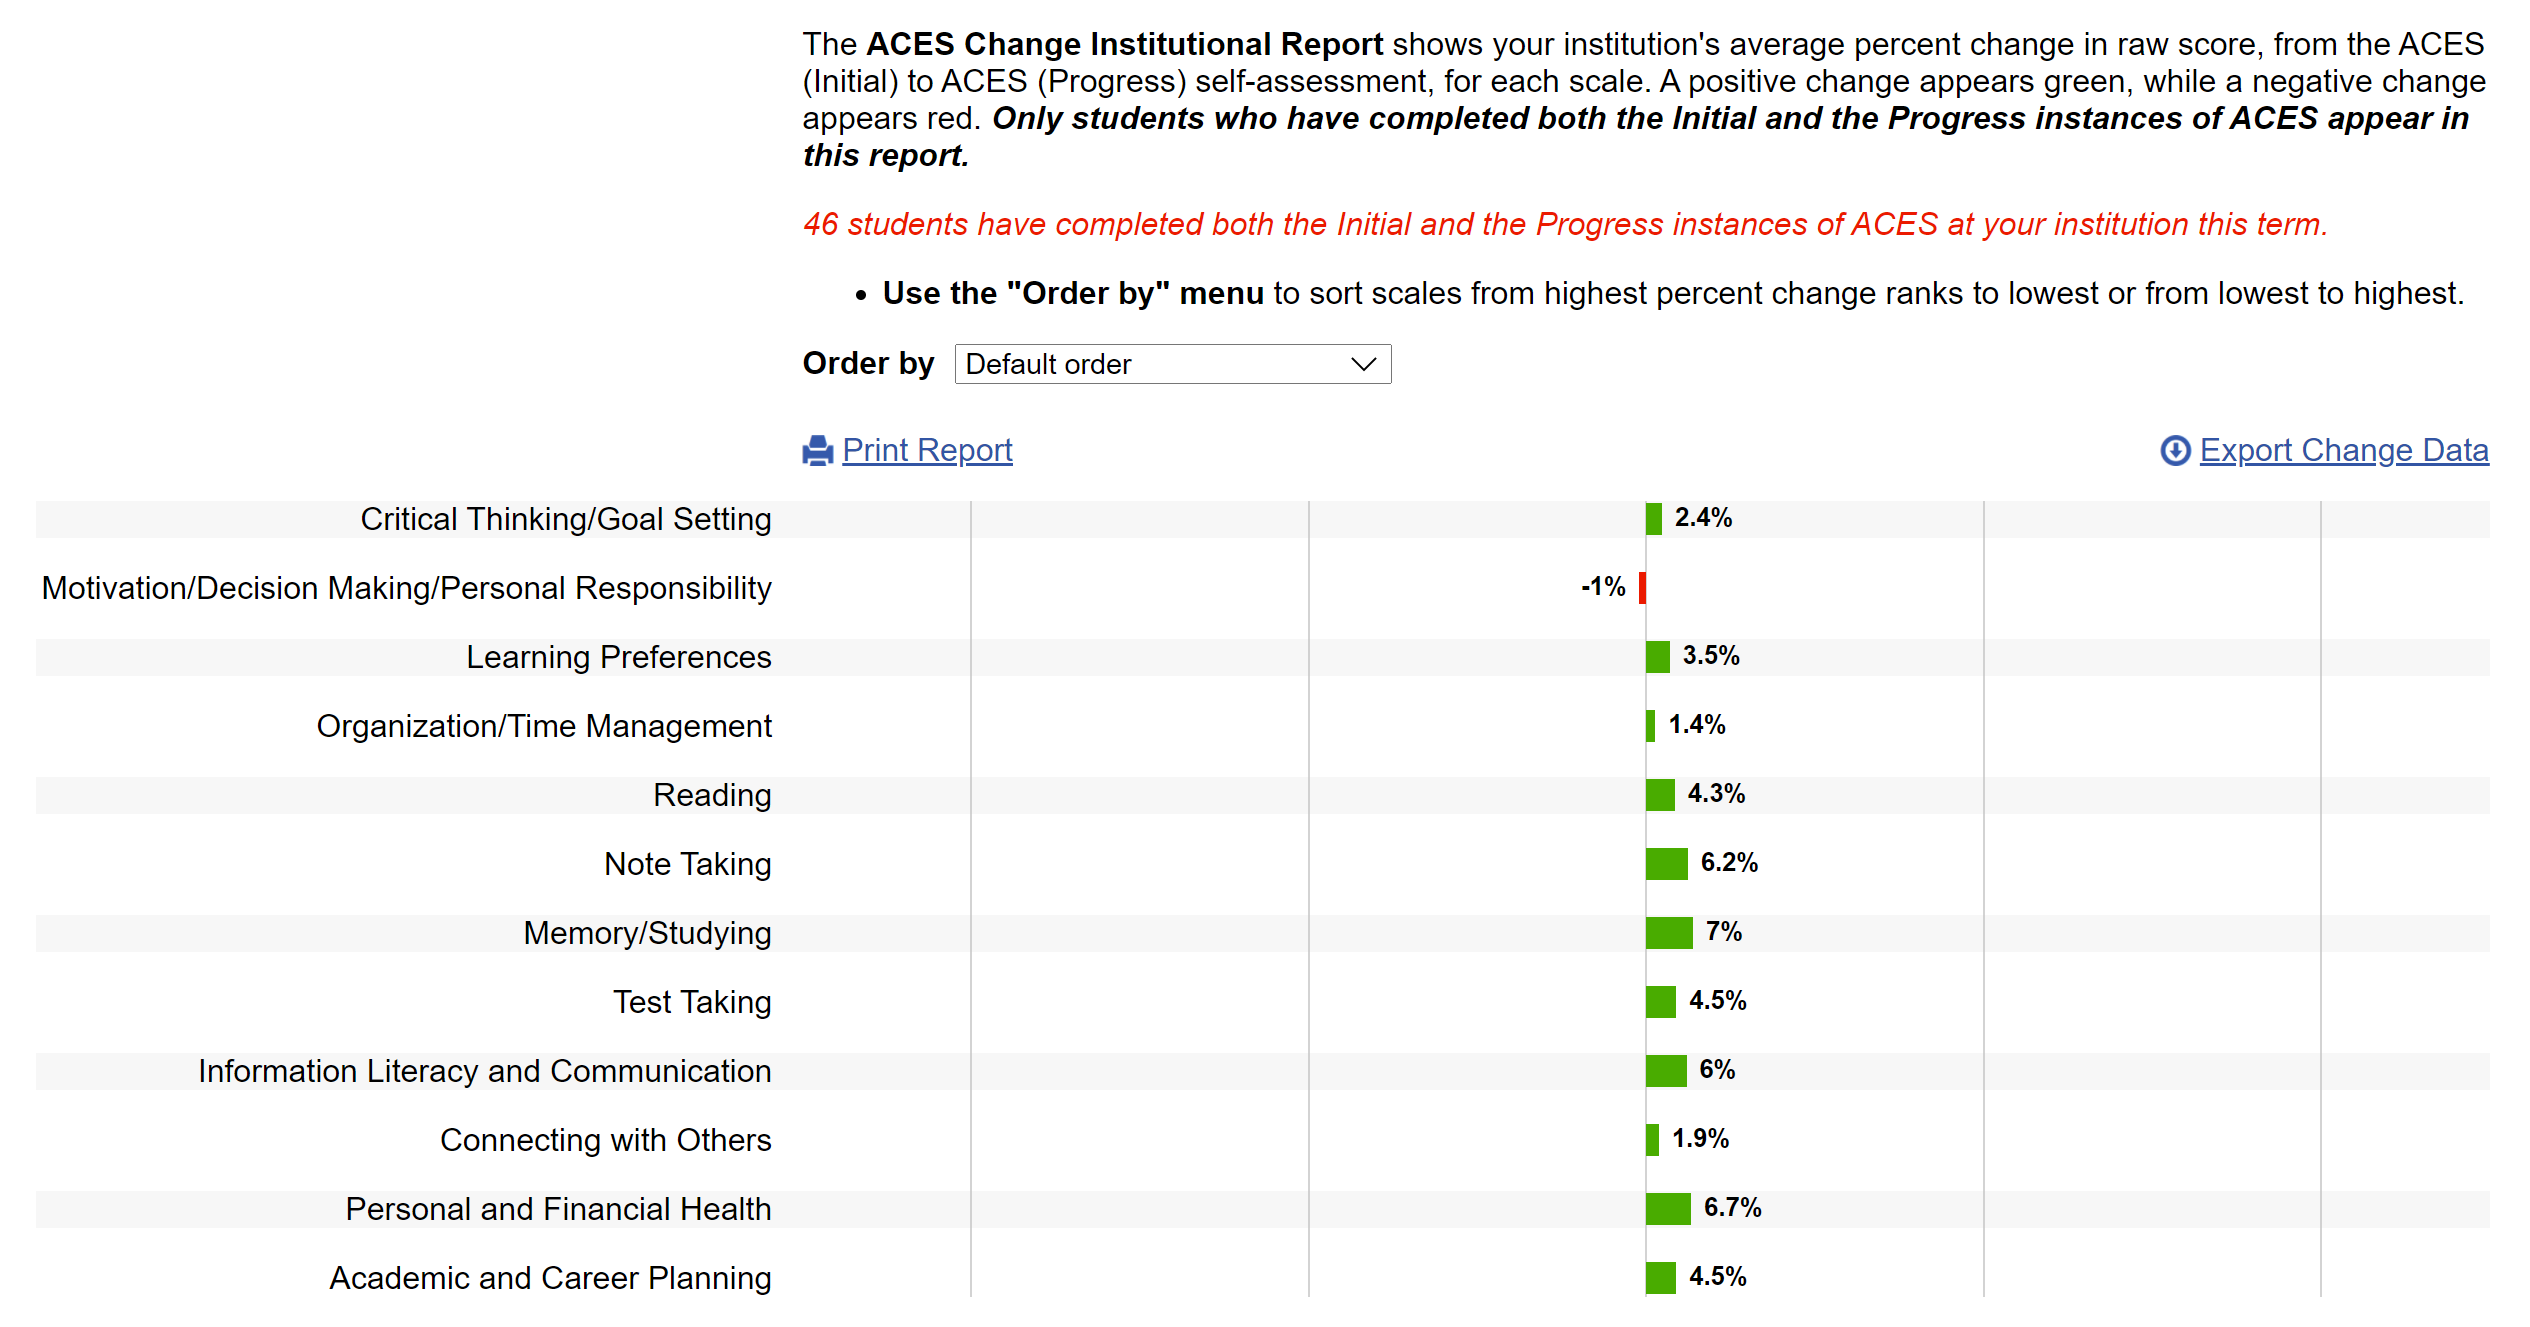 The ACES Change Institutional Report shows your institution's average percent change in raw score, from the ACES
(Initial) to ACES (Progress) self-assessment, for each scale. A positive change appears green, while a negative change
appears red. Only students who have completed both the Initial and the Progress instances of ACES appear in
this report.
46 students have completed both the Initial and the Progress instances of ACES at your institution this term.
• Use the "Order by" menu to sort scales from highest percent change ranks to lowest or from lowest to highest.
Order by Default order
Print Report Export Change Data
Critical Thinking/Goal Setting 2.4%
Motivation/Decision Making/Personal Responsibility -1%
Learning Preferences 3.5%
Organization/Time Management 1.4%
Reading 4.3%
Note Taking 6.2%
Memory/Studying 7%
Test Taking 4.5%
Information Literacy and Communication 6%
Connecting with Others 1.9%
Personal and Financial Health 6.7%
Academic and Career Planning 4.5%